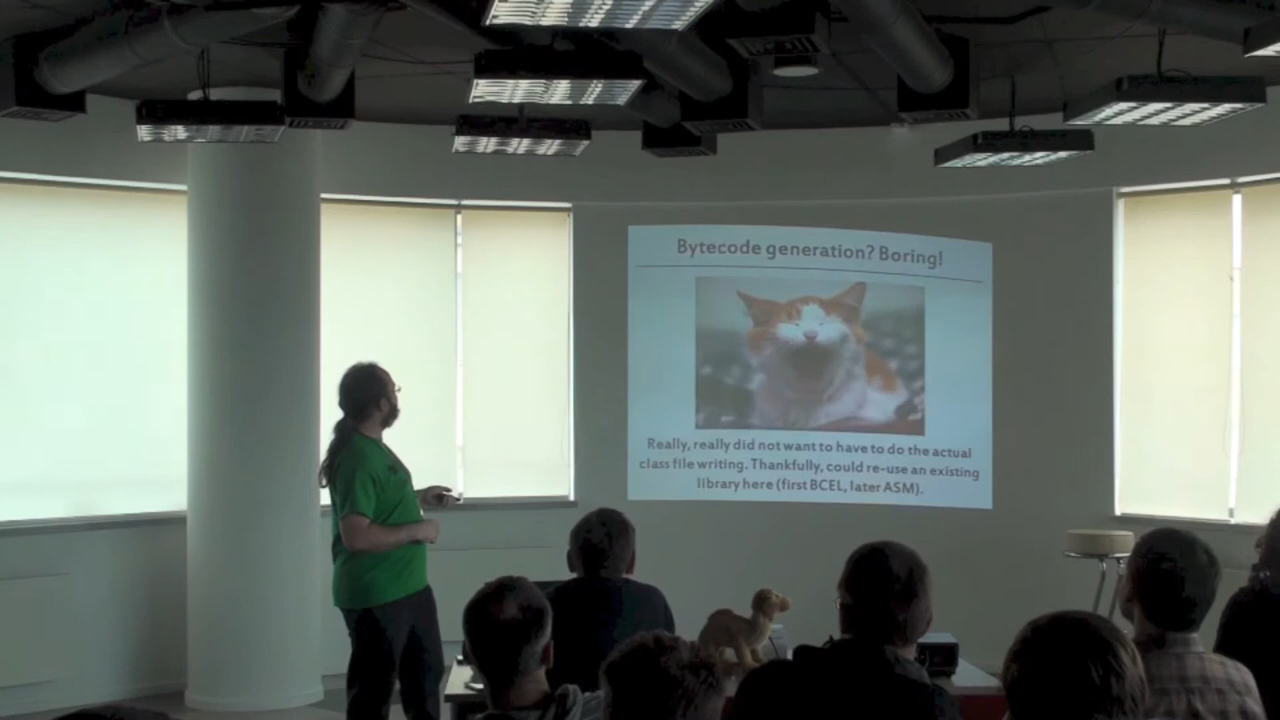 Bytecode generation? Boring!
Really, really did not want to have to do the actual
class file writing. Thankfully, could re-use an existing
library here (first BCEL, later ASM).